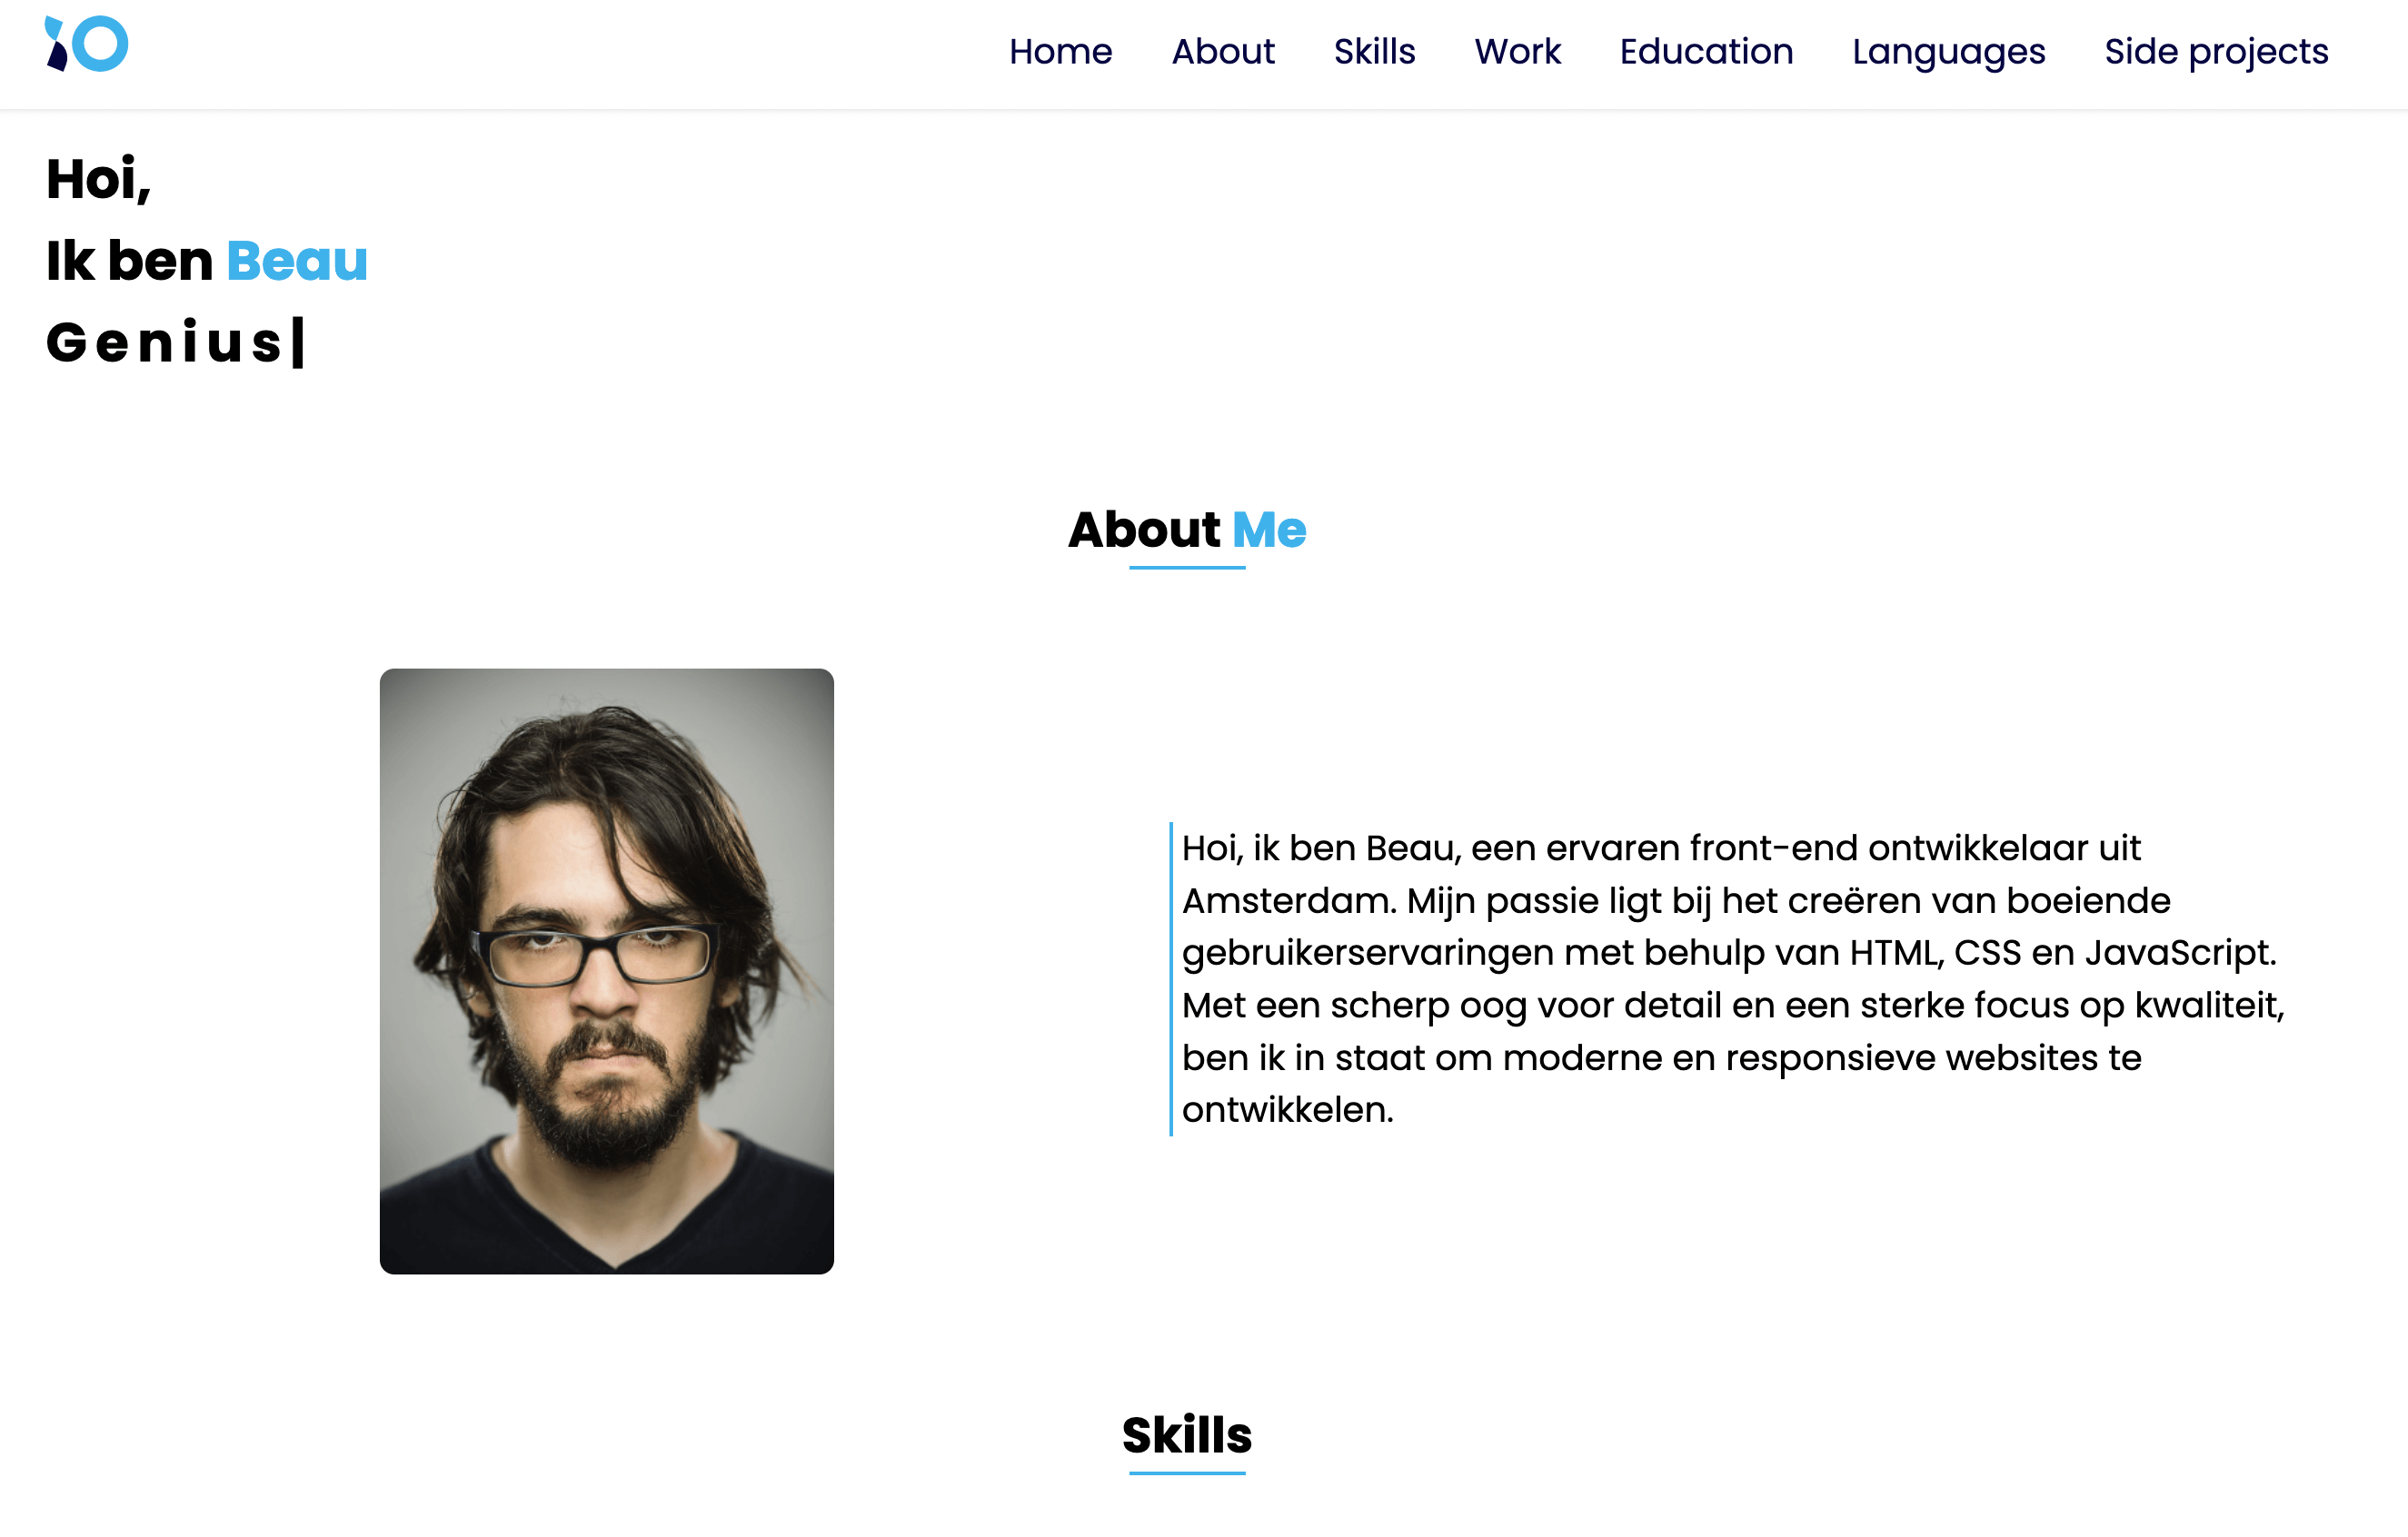 Home About Skills Work Education Languages Side projects
Hoi,
Ik ben Beau
Genius|
About Me
Hoi, ik ben Beau, een ervaren front-end ontwikkelaar uit
Amsterdam. Mijn passie ligt bij het creëren van boeiende
gebruikerservaringen met behulp van HTML, CSS en JavaScript.
Met een scherp oog voor detail en een sterke focus op kwaliteit,
ben ik in staat om moderne en responsieve websites te
ontwikkelen.
Skills